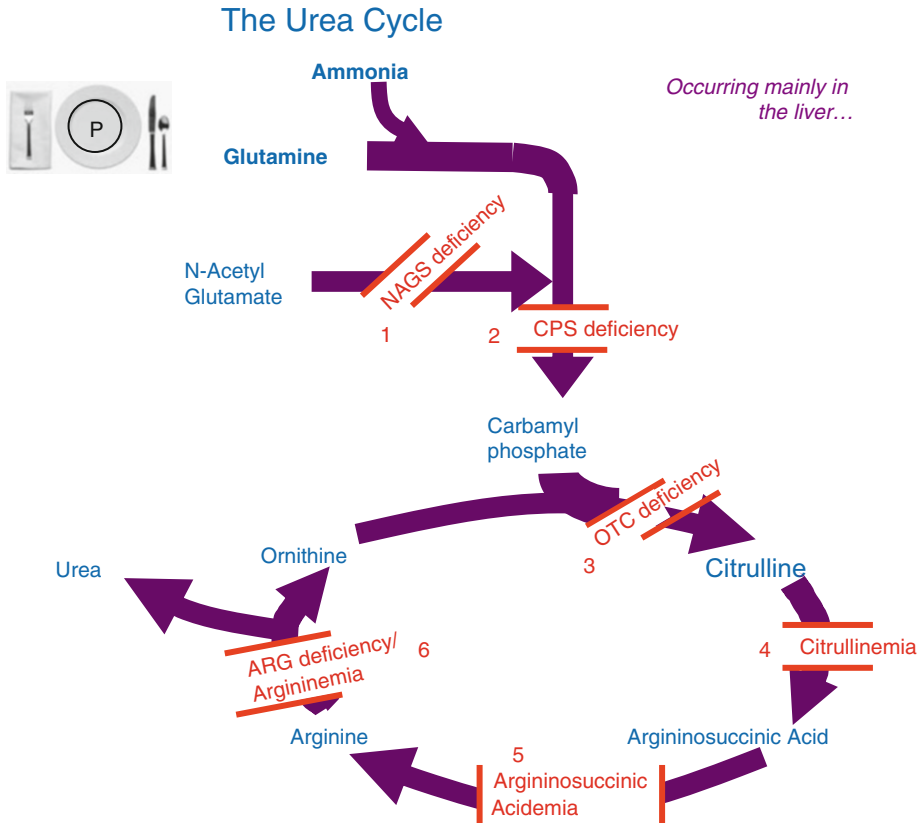 The Urea Cycle
Ammonia
Occurring mainly in
the liver...
P
Glutamine
NAGS deficiency
N-Acetyl
Glutamate
1
2
CPS deficiency
Carbamyl
phosphate
OTC deficiency
3
Ornithine
Urea
Citrulline
ARG deficiency/
Argininemia
6
4
Citrullinemia
Arginine
Argininosuccinic Acid
5
Argininosuccinic
Acidemia